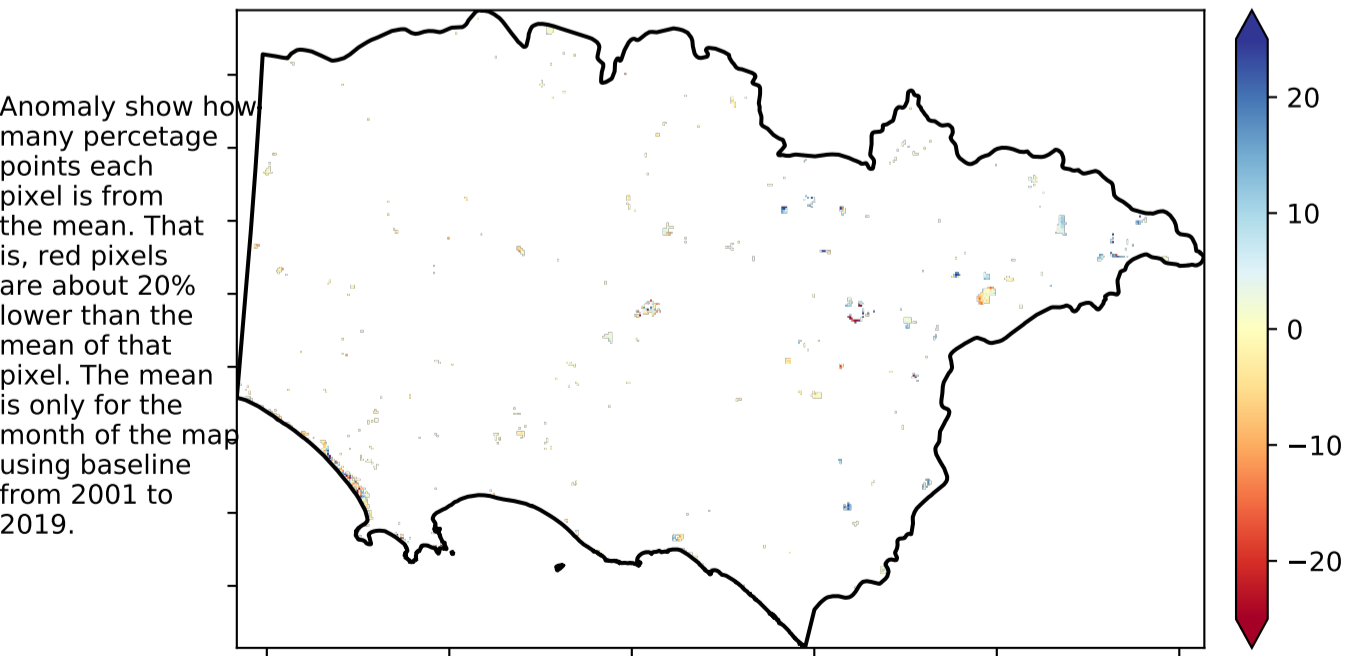 Anomaly show how
many percetage
points each
pixel is from
the mean. That
is, red pixels
are about 20%
lower than the
mean of that
pixel. The mean
is only for the
month of the map
using baseline
from 2001 to
2019.
20
10
0
−10
−20